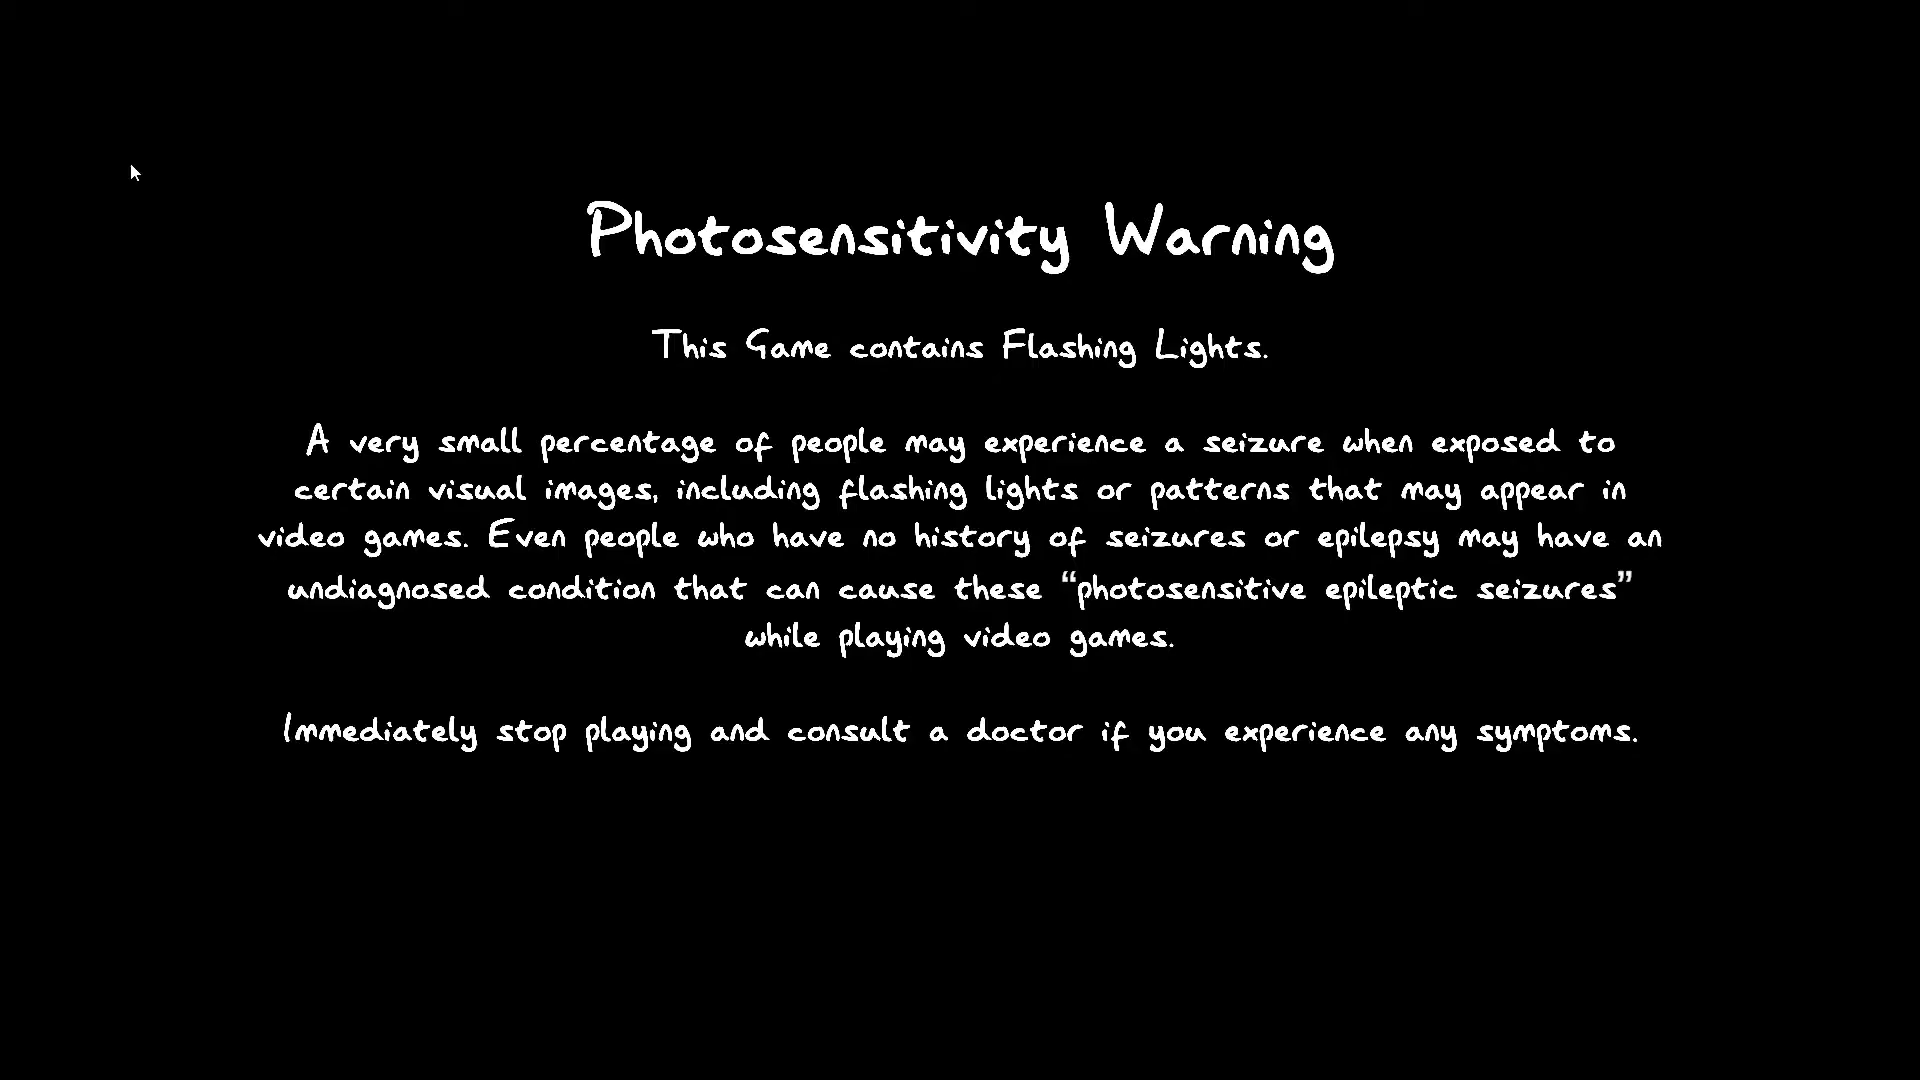 Photosensitivity Warning
This Game contains Flashing Lights.
A very small percentage of people may experience a seizure when exposed to
certain visual images, including flashing lights or patterns that may appear in
video games. Even people who have no history of seizures or epilepsy may have an
undiagnosed condition that can cause these “photosensitive epileptic seizures”
while playing video games.
Immediately stop playing and consult a doctor if you experience any symptoms.